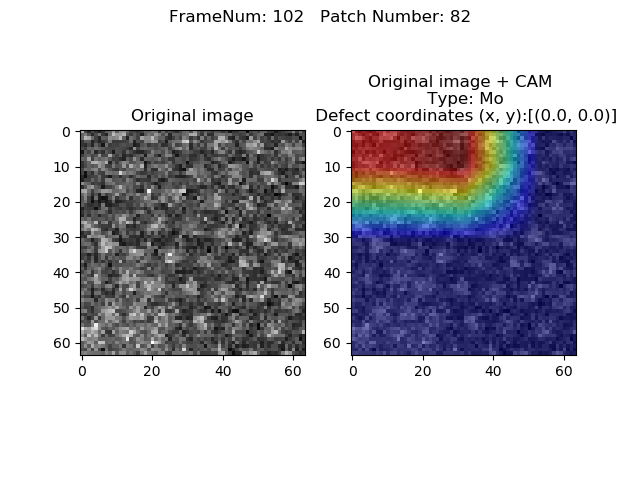 FrameNum: 102   Patch Number: 82
Original image
Original image + CAM
Type: Mo
Defect coordinates (x, y):[(0.0, 0.0)]
0
10
20
30
40
50
60
0 20 40 60
0
10
20
30
40
50
60
0 20 40 60